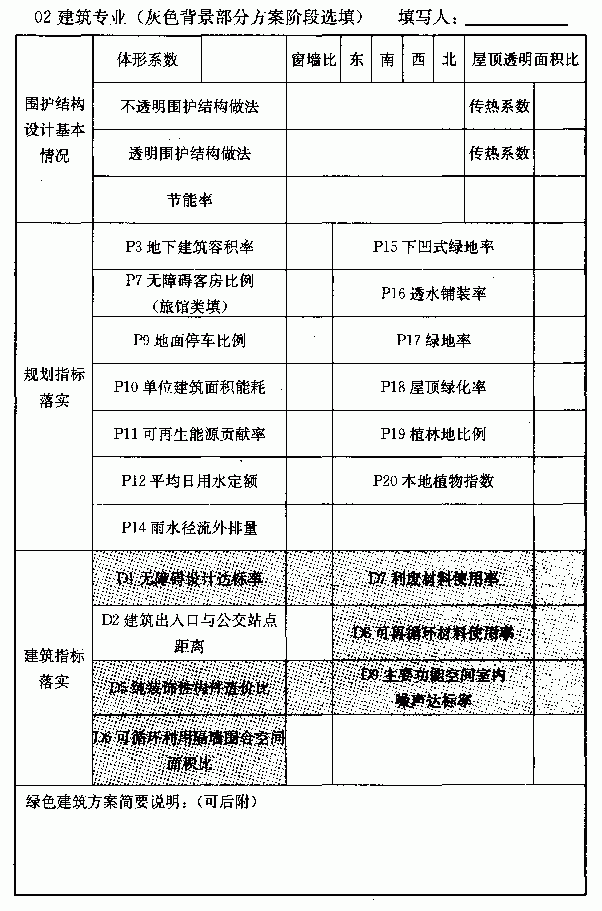 02 建筑专业(灰色背景部分方案阶段选填) 填写人:
体形系数 窗墙比 东 南 西 北 屋顶透明面积比
围护结构
设计基本
情况
不透明围护结构做法 传热系数
透明围护结构做法 传热系数
节能率
规划指标
落实
P3 地下建筑容积率 P15 下凹式绿地率
P7 无障碍客房比例
(旅馆类填)
P16 透水铺装率
P9 地面停车比例 P17 绿地率
P10 单位建筑面积能耗 P18 屋顶绿化率
P11 可再生能源贡献率 P19 植林地比例
P12 平均日用水定额 P20 本地植物指数
P14 雨水径流外排量
建筑指标
落实
D1 无障碍设计达标率 D7 利废材料使用率
D2 建筑出入口与公交站点
距离
D8 可再循环材料使用率
D5 纯装饰性构件造价比
D9 主要功能空间室内
噪声达标率
D6 可循环利用隔墙围合空间
面积比
绿色建筑方案简要说明:(可后附)